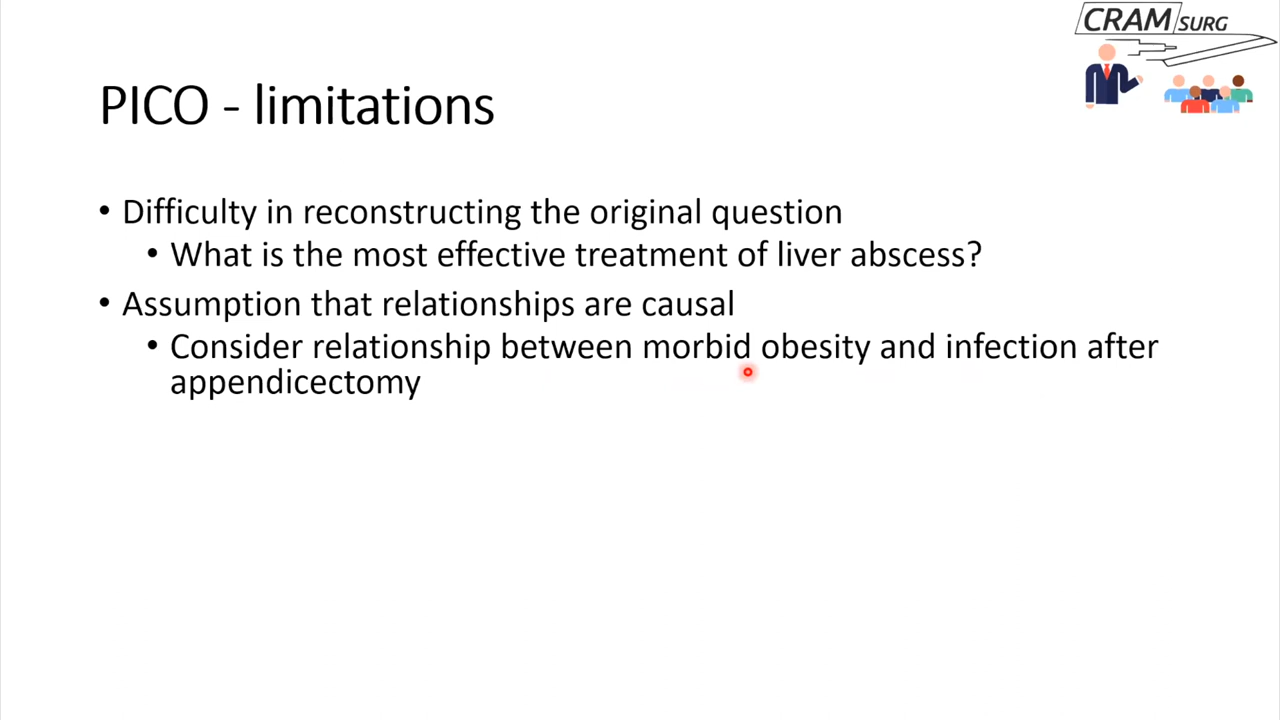 CRAM SURG
PICO - limitations
• Difficulty in reconstructing the original question
• What is the most effective treatment of liver abscess?
• Assumption that relationships are causal
• Consider relationship between morbid obesity and infection after
appendicectomy